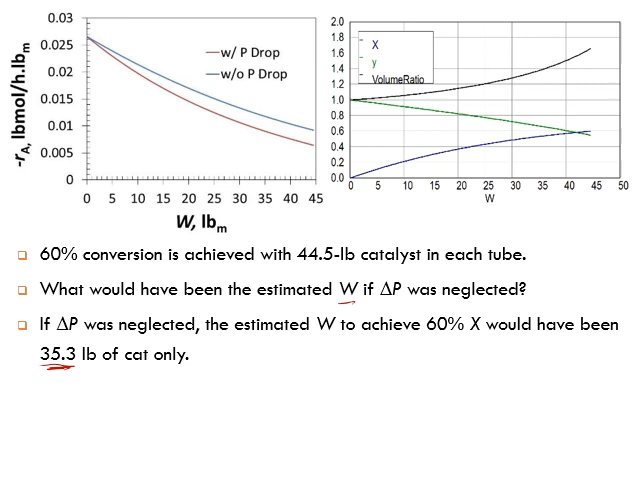 0.03
0.025
0.02
0.015
0.01
0.005
0
-rA, lbmol/h.lbm
w/ P Drop
w/o P Drop
0 5 10 15 20 25 30 35 40 45
W, lbm
2.0
1.8
1.6
1.4
1.2
1.0
0.8
0.6
0.4
0.2
0.0
X
y
VolumeRatio
0 5 10 15 20 25 30 35 40 45 50
W
60% conversion is achieved with 44.5-lb catalyst in each tube.
What would have been the estimated W if ΔP was neglected?
If ΔP was neglected, the estimated W to achieve 60% X would have been
35.3 lb of cat only.